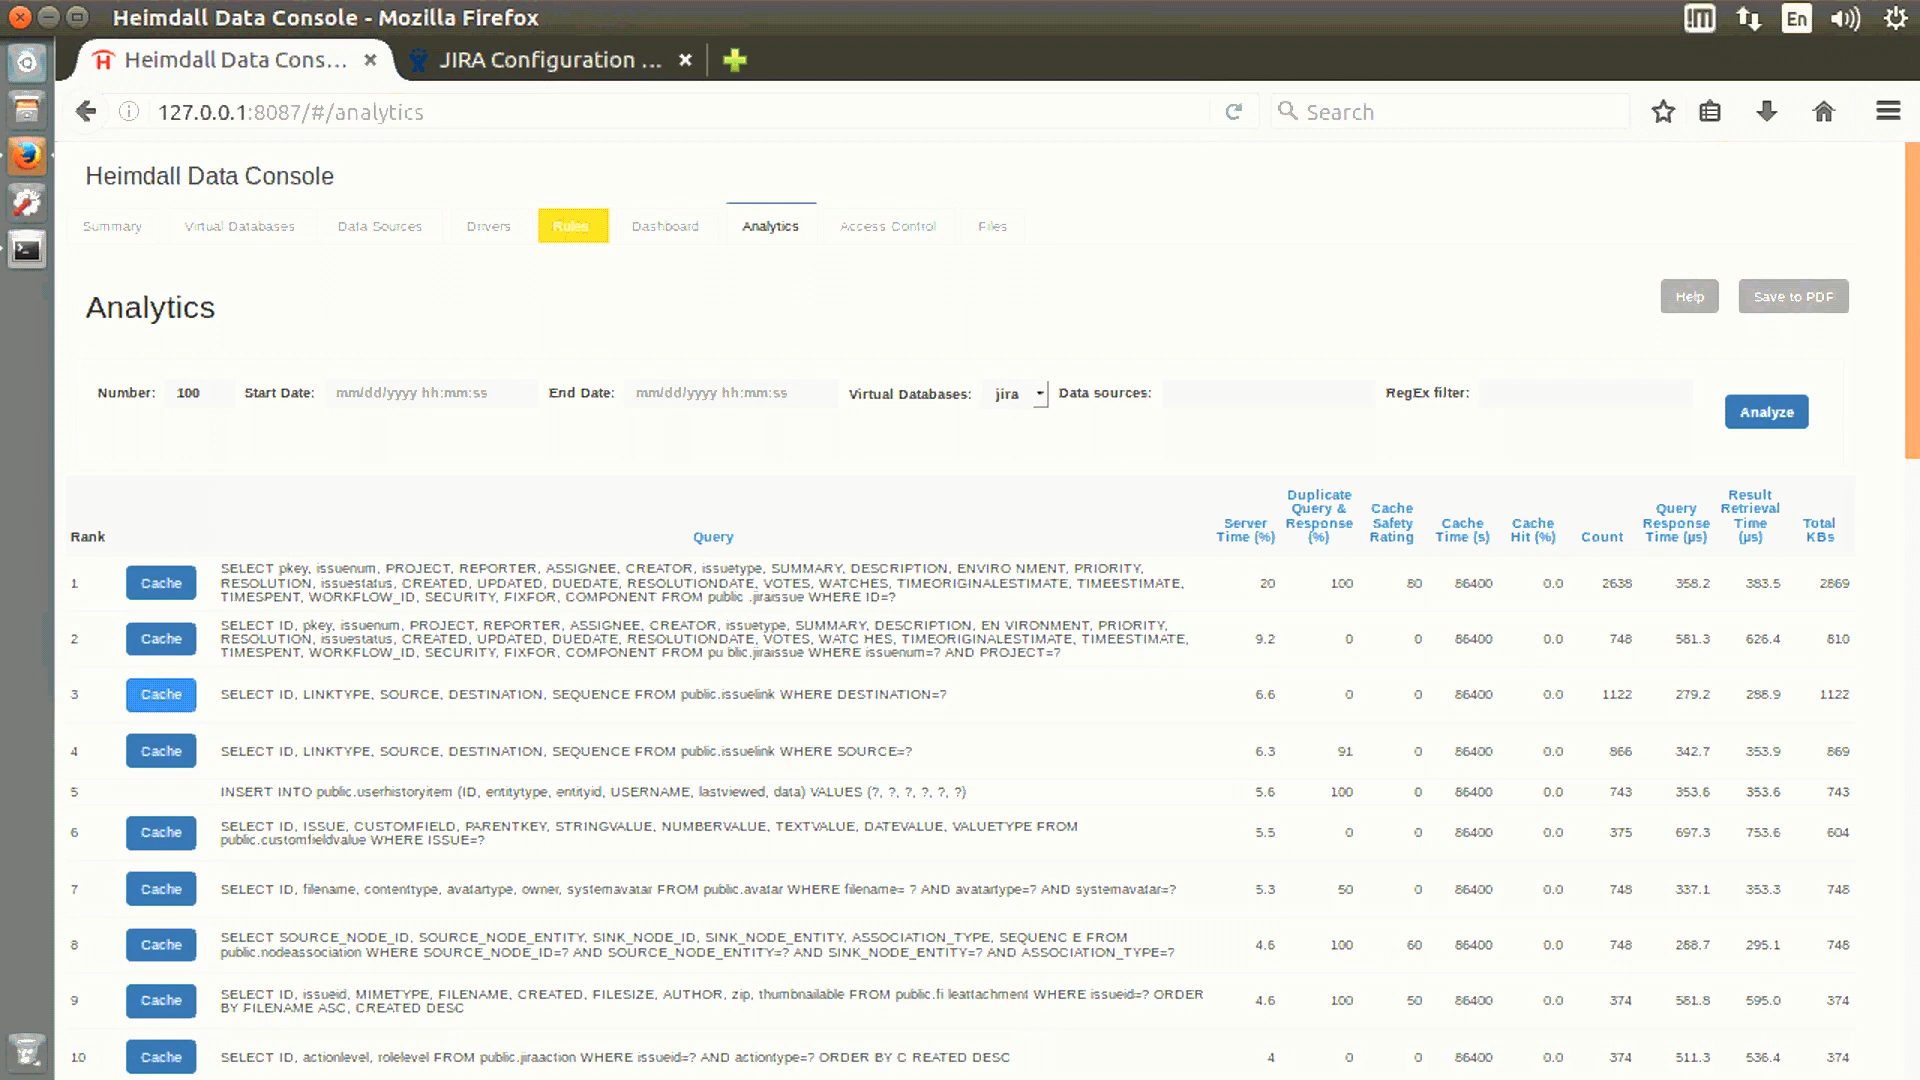 Heimdall Data Console - Mozilla Firefox
En
Heimdall Data Cons...
JIRA Configuration ...
127.0.0.1:8087/#/analytics
Search
Heimdall Data Console
Summary Virtual Databases Data Sources Drivers Rules Dashboard Analytics Access Control Files
Analytics
Help Save to PDF
Number: 100 Start Date: mm/dd/yyyy hh:mm:ss End Date: mm/dd/yyyy hh:mm:ss Virtual Databases: jira Data sources: RegEx filter:
Analyze
Rank Query Server Time (%) Duplicate Query & Response (%) Cache Safety Rating Cache Time (s) Cache Hit (%) Count Query Response Time (µs) Result Retrieval Time (µs) Total KBs
1 Cache SELECT pkey, issuenum, PROJECT, REPORTER, ASSIGNEE, CREATOR, issuetype, SUMMARY, DESCRIPTION, ENVIRO NMENT, PRIORITY,
RESOLUTION, issuestatus, CREATED, UPDATED, DUEDATE, RESOLUTIONDATE, VOTES, WATCHES, TIMEORIGINALESTIMATE, TIMEESTIMATE,
TIMESPENT, WORKFLOW_ID, SECURITY, FIXFOR, COMPONENT FROM public .jiraissue WHERE ID=?
20 100 80 86400 0.0 2638 358.2 383.5 2869
2 Cache SELECT ID, pkey, issuenum, PROJECT, REPORTER, ASSIGNEE, CREATOR, issuetype, SUMMARY, DESCRIPTION, EN VIRONMENT, PRIORITY,
RESOLUTION, issuestatus, CREATED, UPDATED, DUEDATE, RESOLUTIONDATE, VOTES, WATC HES, TIMEORIGINALESTIMATE, TIMEESTIMATE,
TIMESPENT, WORKFLOW_ID, SECURITY, FIXFOR, COMPONENT FROM pu blic.jiraissue WHERE issuenum=? AND PROJECT=?
9.2 0 0 86400 0.0 748 581.3 626.4 810
3 Cache SELECT ID, LINKTYPE, SOURCE, DESTINATION, SEQUENCE FROM public.issuelink WHERE DESTINATION=? 6.6 0 0 86400 0.0 1122 279.2 288.9 1122
4 Cache SELECT ID, LINKTYPE, SOURCE, DESTINATION, SEQUENCE FROM public.issuelink WHERE SOURCE=? 6.3 91 0 86400 0.0 866 342.7 353.9 869
5 INSERT INTO public.userhistoryitem (ID, entitytype, entityid, USERNAME, lastviewed, data) VALUES (?, ?, ?, ?, ?, ?) 5.6 100 0 86400 0.0 743 353.6 353.6 743
6 Cache SELECT ID, ISSUE, CUSTOMFIELD, PARENTKEY, STRINGVALUE, NUMBERVALUE, TEXTVALUE, DATEVALUE, VALUETYPE FROM
public.customfieldvalue WHERE ISSUE=?
5.5 0 0 86400 0.0 375 697.3 753.6 604
7 Cache SELECT ID, filename, contenttype, avatartype, owner, systemavatar FROM public.avatar WHERE filename= ? AND avatartype=? AND systemavatar=? 5.3 50 0 86400 0.0 748 337.1 353.3 748
8 Cache SELECT SOURCE_NODE_ID, SOURCE_NODE_ENTITY, SINK_NODE_ID, SINK_NODE_ENTITY, ASSOCIATION_TYPE, SEQUENC E FROM
public.nodeassociation WHERE SOURCE_NODE_ID=? AND SOURCE_NODE_ENTITY=? AND SINK_NODE_ENTITY=? AND ASSOCIATION_TYPE=?
4.6 100 60 86400 0.0 748 288.7 295.1 748
9 Cache SELECT ID, issueid, MIMETYPE, FILENAME, CREATED, FILESIZE, AUTHOR, zip, thumbnailable FROM public.fi leattachment WHERE issueid=? ORDER
BY FILENAME ASC, CREATED DESC
4.6 100 50 86400 0.0 374 581.8 595.0 374
10 Cache SELECT ID, actionlevel, rolelevel FROM public.jiraaction WHERE issueid=? AND actiontype=? ORDER BY C REATED DESC 4 0 0 86400 0.0 374 511.3 536.4 374